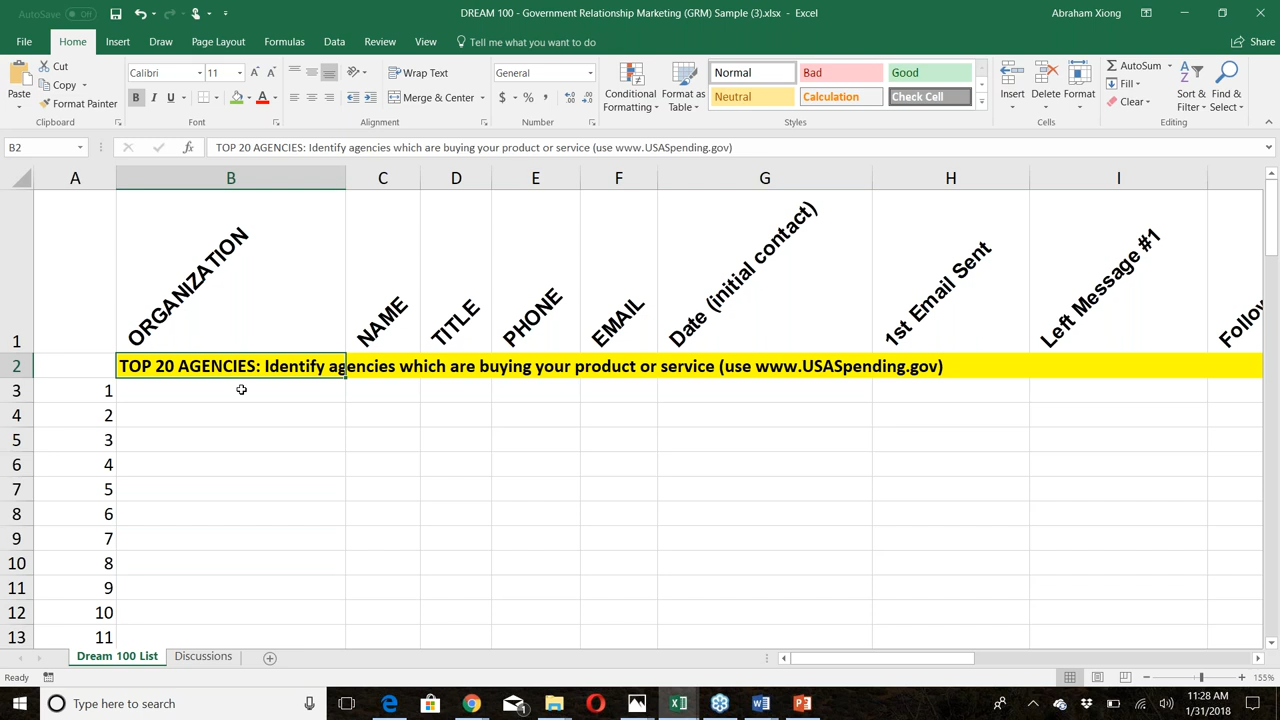 AutoSave Off
DREAM 100 - Government Relationship Marketing (GRM) Sample (3).xlsx - Excel
Abraham Xiong
File Home Insert Draw Page Layout Formulas Data Review View Tell me what you want to do Share
Paste
Cut
Copy
Format Painter
Clipboard
Calibri 11
B I U
Font
Wrap Text
Merge & Center
Alignment
General
$ % ,
Number
Conditional Formatting
Format as Table
Normal Bad Good
Neutral Calculation Check Cell
Styles
Insert Delete Format
Cells
AutoSum
Fill
Clear
Sort & Filter
Find & Select
Editing
B2 fx TOP 20 AGENCIES: Identify agencies which are buying your product or service (use www.USASpending.gov)
A B C D E F G H I
1 ORGANIZATION NAME TITLE PHONE EMAIL Date (initial contact) 1st Email Sent Left Message #1 Follo
2 TOP 20 AGENCIES: Identify agencies which are buying your product or service (use www.USASpending.gov)
3 1
4 2
5 3
6 4
7 5
8 6
9 7
10 8
11 9
12 10
13 11
Dream 100 List Discussions
Ready 155%
Type here to search
11:28 AM
1/31/2018